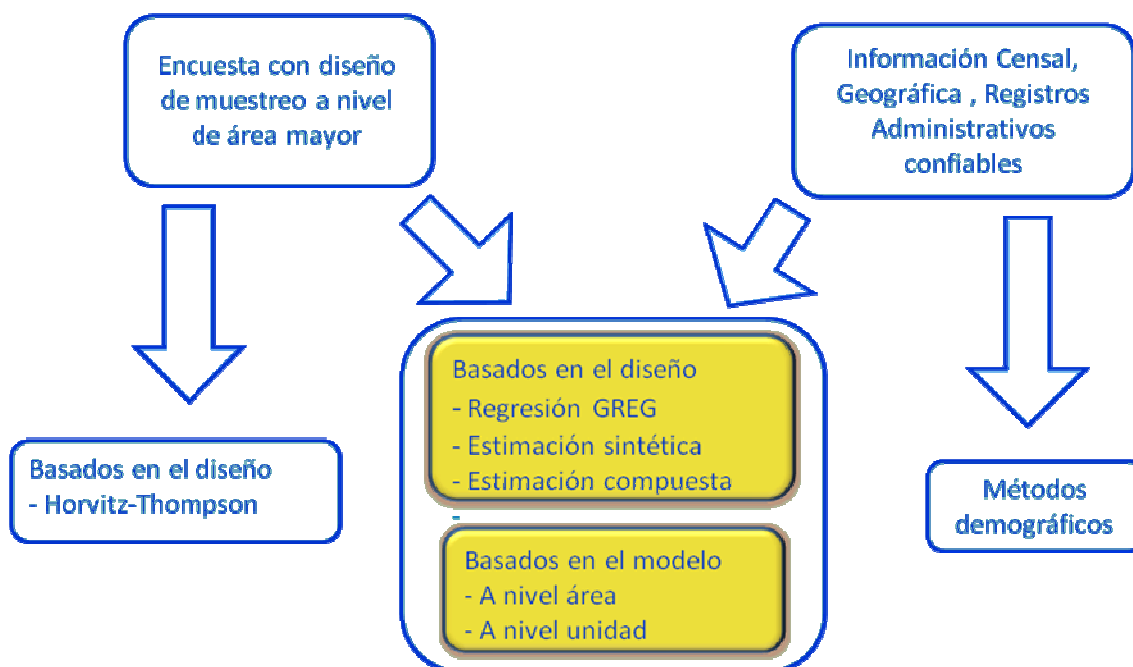 Encuesta con diseño
de muestreo a nivel
de área mayor
Información Censal,
Geográfica , Registros
Administrativos
confiables
Basados en el diseño
- Horvitz-Thompson
Basados en el diseño
- Regresión GREG
- Estimación sintética
- Estimación compuesta
-
Basados en el modelo
- A nivel área
- A nivel unidad
Métodos
demográficos